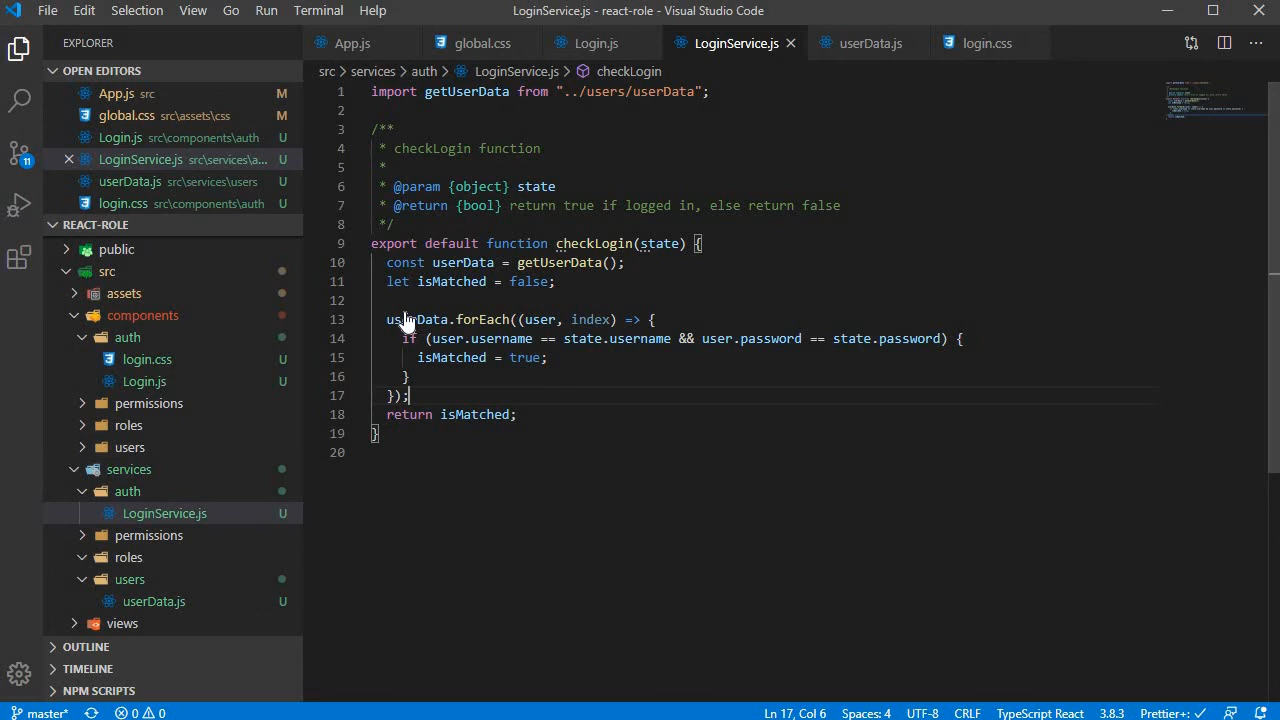 File Edit Selection View Go Run Terminal Help LoginService.js - react-role - Visual Studio Code
EXPLORER
OPEN EDITORS
App.js src M
global.css src\assets\css M
Login.js src\components\auth U
LoginService.js src\services\a... U
userData.js src\services\users U
login.css src\components\auth U
REACT-ROLE
public
src
assets
components
auth
login.css U
Login.js U
permissions
roles
users
services
auth
LoginService.js U
permissions
roles
users
userData.js U
views
OUTLINE
TIMELINE
NPM SCRIPTS
11
App.js global.css Login.js LoginService.js userData.js login.css
src > services > auth > LoginService.js > checkLogin
1 import getUserData from "../users/userData";
2
3 /**
4 * checkLogin function
5 *
6 * @param {object} state
7 * @return {bool} return true if logged in, else return false
8 */
9 export default function checkLogin(state) {
10 const userData = getUserData();
11 let isMatched = false;
12
13 userData.forEach((user, index) => {
14 if (user.username == state.username && user.password == state.password) {
15 isMatched = true;
16 }
17 });
18 return isMatched;
19 }
20
master* 0 0 Ln 17, Col 6 Spaces: 4 UTF-8 CRLF TypeScript React 3.8.3 Prettier+: ✓